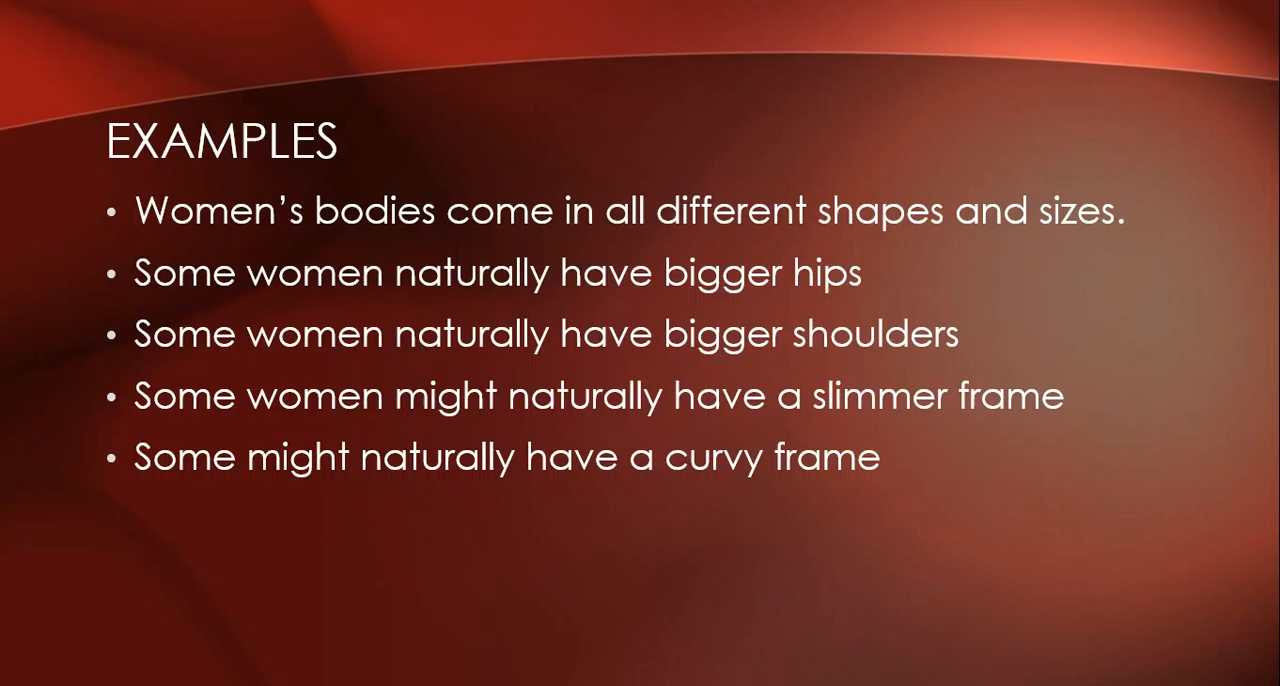 EXAMPLES
• Women’s bodies come in all different shapes and sizes.
• Some women naturally have bigger hips
• Some women naturally have bigger shoulders
• Some women might naturally have a slimmer frame
• Some might naturally have a curvy frame